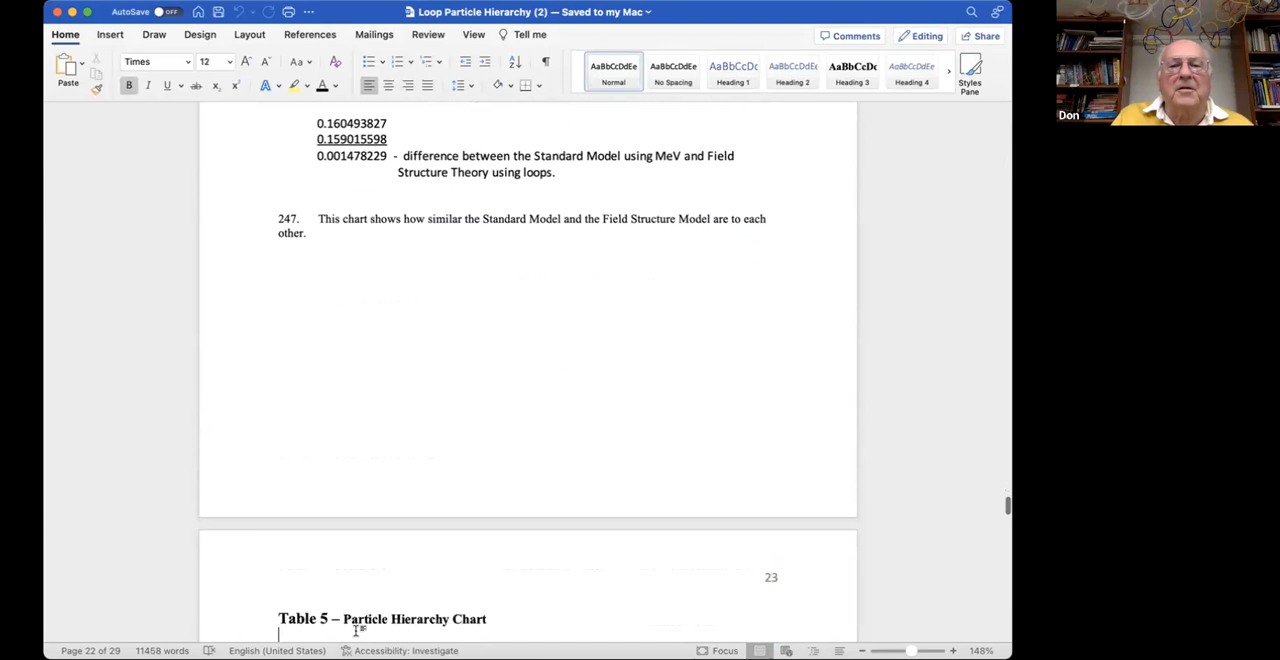 AutoSave OFF
Loop Particle Hierarchy (2) — Saved to my Mac
Home Insert Draw Design Layout References Mailings Review View Tell me
Comments Editing Share
Paste
Times 12
Aa
AaBbCcDdEe AaBbCcDdEe AaBbCcDc AaBbCcDdEe AaBbCcDc AaBbCcDdEe
Normal No Spacing Heading 1 Heading 2 Heading 3 Heading 4
Styles
Pane
B I U ab x₂ x² A A
0.160493827
0.159015598
0.001478229 - difference between the Standard Model using MeV and Field
Structure Theory using loops.
247. This chart shows how similar the Standard Model and the Field Structure Model are to each
other.
23
Table 5 – Particle Hierarchy Chart
Page 22 of 29 11458 words English (United States) Accessibility: Investigate Focus 148%
Don